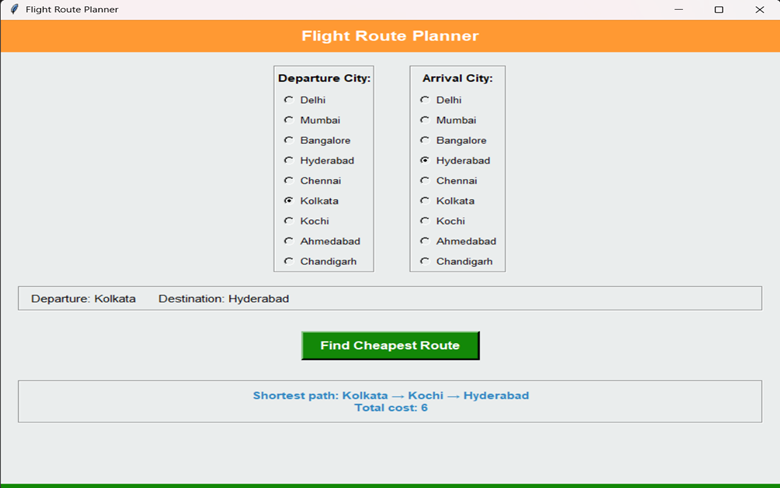 Flight Route Planner
Flight Route Planner
Departure City:
Delhi
Mumbai
Bangalore
Hyderabad
Chennai
Kolkata
Kochi
Ahmedabad
Chandigarh
Arrival City:
Delhi
Mumbai
Bangalore
Hyderabad
Chennai
Kolkata
Kochi
Ahmedabad
Chandigarh
Departure: Kolkata Destination: Hyderabad
Find Cheapest Route
Shortest path: Kolkata → Kochi → Hyderabad
Total cost: 6